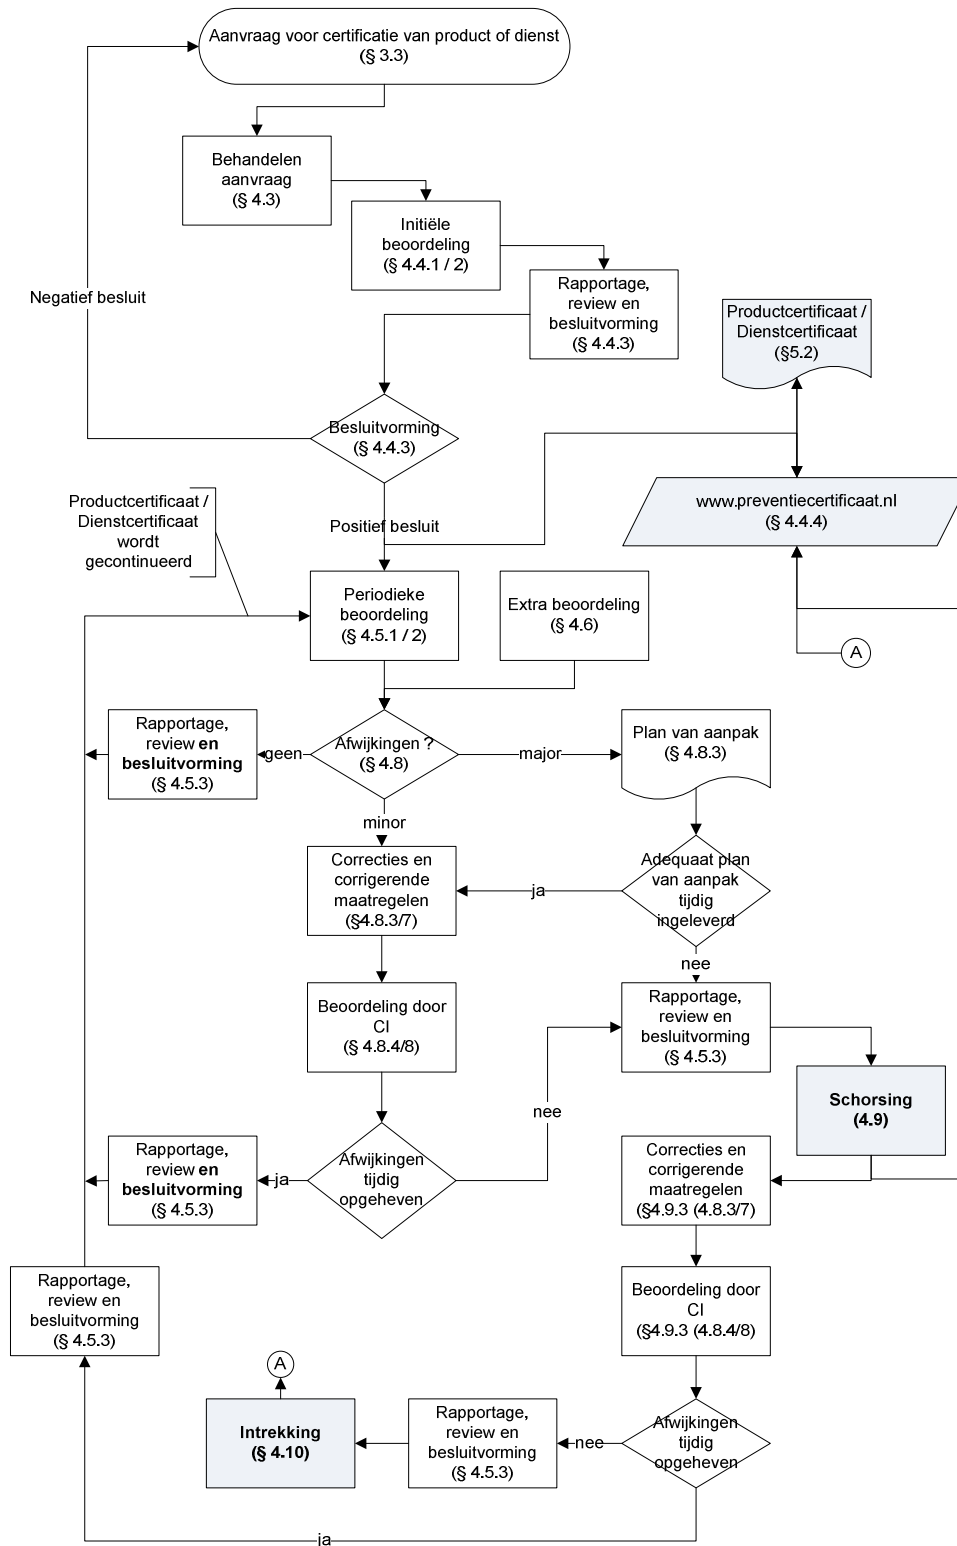 Aanvraag voor certificatie van product of dienst
(§ 3.3)
Behandelen
aanvraag
(§ 4.3)
Initiële
beoordeling
(§ 4.4.1 / 2)
Rapportage,
review en
besluitvorming
(§ 4.4.3)
Negatief besluit
Productcertificaat /
Dienstcertificaat
(§5.2)
Besluitvorming
(§ 4.4.3)
www.preventiecertificaat.nl
(§ 4.4.4)
Productcertificaat /
Dienstcertificaat
wordt
gecontinueerd
Positief besluit
Periodieke
beoordeling
(§ 4.5.1 / 2)
Extra beoordeling
(§ 4.6)
A
Rapportage,
review en
besluitvorming
(§ 4.5.3)
geen
Afwijkingen ?
(§ 4.8)
major
Plan van aanpak
(§ 4.8.3)
minor
Correcties en
corrigerende
maatregelen
(§4.8.3/7)
ja
Adequaat plan
van aanpak
tijdig
ingeleverd
nee
Beoordeling door
CI
(§ 4.8.4/8)
Rapportage,
review en
besluitvorming
(§ 4.5.3)
Schorsing
(4.9)
nee
Rapportage,
review en
besluitvorming
(§ 4.5.3)
ja
Afwijkingen
tijdig
opgeheven
Correcties en
corrigerende
maatregelen
(§4.9.3 (4.8.3/7)
Rapportage,
review en
besluitvorming
(§ 4.5.3)
Beoordeling door
CI
(§4.9.3 (4.8.4/8)
A
Intrekking
(§ 4.10)
Rapportage,
review en
besluitvorming
(§ 4.5.3)
nee
Afwijkingen
tijdig
opgeheven
ja